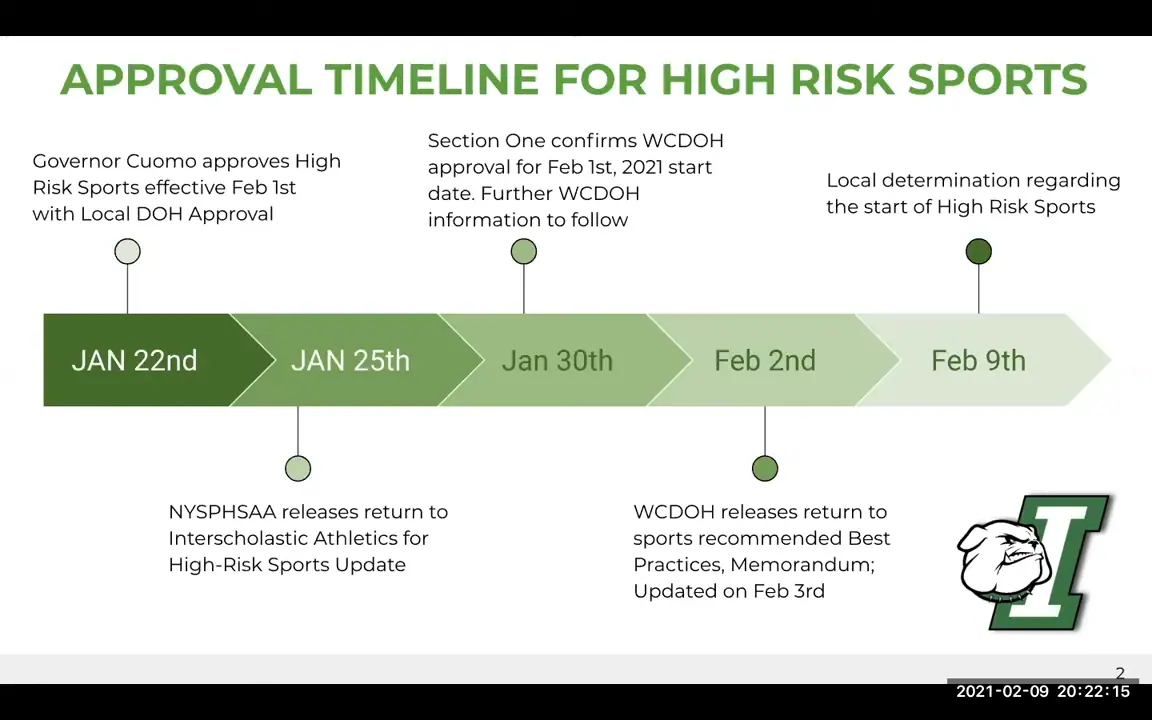 APPROVAL TIMELINE FOR HIGH RISK SPORTS
Governor Cuomo approves High
Risk Sports effective Feb 1st
with Local DOH Approval
Section One confirms WCDOH
approval for Feb 1st, 2021 start
date. Further WCDOH
information to follow
Local determination regarding
the start of High Risk Sports
JAN 22nd
JAN 25th
Jan 30th
Feb 2nd
Feb 9th
NYSPHSAA releases return to
Interscholastic Athletics for
High-Risk Sports Update
WCDOH releases return to
sports recommended Best
Practices, Memorandum;
Updated on Feb 3rd
I
2
2021-02-09 20:22:15